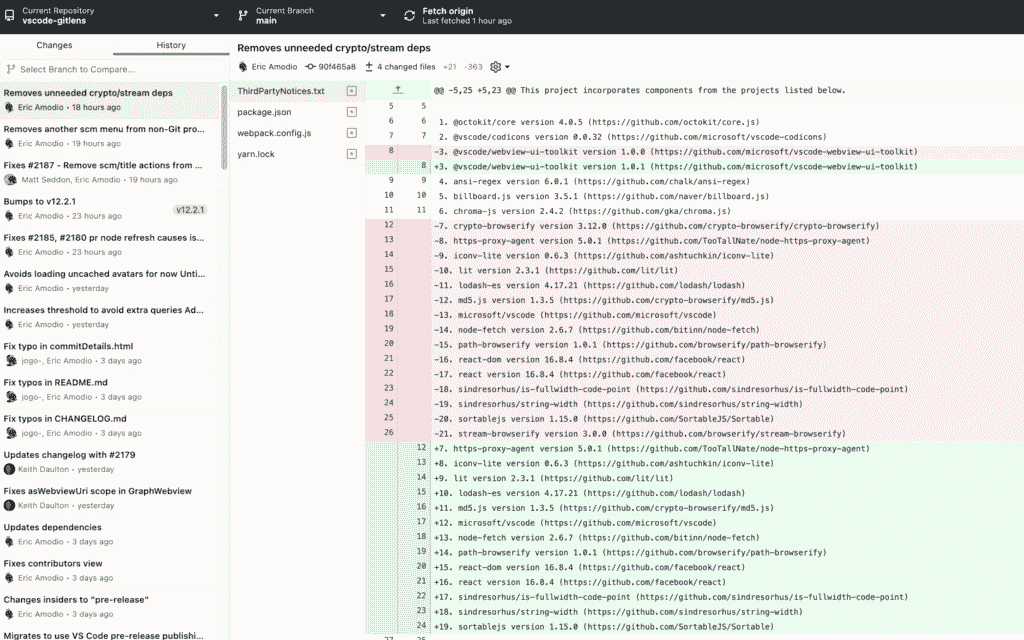 Current Repository
vscode-gitlens
Current Branch
main
Fetch origin
Last fetched 1 hour ago
Changes
History
Select Branch to Compare...
Removes unneeded crypto/stream deps
Eric Amodio • 18 hours ago
Removes another scm menu from non-Git pro...
Eric Amodio • 19 hours ago
Fixes #2187 - Remove scm/title actions from ...
Matt Seddon, Eric Amodio • 19 hours ago
Bumps to v12.2.1
Eric Amodio • 23 hours ago
v12.2.1
Fixes #2185, #2180 pr node refresh causes is...
Eric Amodio • 23 hours ago
Avoids loading uncached avatars for now Unti...
Eric Amodio • yesterday
Increases threshold to avoid extra queries Ad...
Eric Amodio • yesterday
Fix typo in commitDetails.html
jogo-, Eric Amodio • 3 days ago
Fix typos in README.md
jogo-, Eric Amodio • 3 days ago
Fix typos in CHANGELOG.md
jogo-, Eric Amodio • 3 days ago
Updates changelog with #2179
Keith Daulton • yesterday
Fixes asWebviewUri scope in GraphWebview
Keith Daulton • yesterday
Updates dependencies
Eric Amodio • 3 days ago
Fixes contributors view
Eric Amodio • 3 days ago
Changes insiders to "pre-release"
Eric Amodio • 3 days ago
Migrates to use VS Code pre-release publishi...
Removes unneeded crypto/stream deps
Eric Amodio 90f465a8 4 changed files +21 -363
ThirdPartyNotices.txt
package.json
webpack.config.js
yarn.lock
@@ -5,25 +5,23 @@ This project incorporates components from the projects listed below.
5 5
6 6 1. @octokit/core version 4.0.5 (https://github.com/octokit/core.js)
7 7 2. @vscode/codicons version 0.0.32 (https://github.com/microsoft/vscode-codicons)
8 -3. @vscode/webview-ui-toolkit version 1.0.0 (https://github.com/microsoft/vscode-webview-ui-toolkit)
8 +3. @vscode/webview-ui-toolkit version 1.0.1 (https://github.com/microsoft/vscode-webview-ui-toolkit)
9 9 4. ansi-regex version 6.0.1 (https://github.com/chalk/ansi-regex)
10 10 5. billboard.js version 3.5.1 (https://github.com/naver/billboard.js)
11 11 6. chroma-js version 2.4.2 (https://github.com/gka/chroma.js)
12 -7. crypto-browserify version 3.12.0 (https://github.com/crypto-browserify/crypto-browserify)
13 -8. https-proxy-agent version 5.0.1 (https://github.com/TooTallNate/node-https-proxy-agent)
14 -9. iconv-lite version 0.6.3 (https://github.com/ashtuchkin/iconv-lite)
15 -10. lit version 2.3.1 (https://github.com/lit/lit)
16 -11. lodash-es version 4.17.21 (https://github.com/lodash/lodash)
17 -12. md5.js version 1.3.5 (https://github.com/crypto-browserify/md5.js)
18 -13. microsoft/vscode (https://github.com/microsoft/vscode)
19 -14. node-fetch version 2.6.7 (https://github.com/bitinn/node-fetch)
20 -15. path-browserify version 1.0.1 (https://github.com/browserify/path-browserify)
21 -16. react-dom version 16.8.4 (https://github.com/facebook/react)
22 -17. react version 16.8.4 (https://github.com/facebook/react)
23 -18. sindresorhus/is-fullwidth-code-point (https://github.com/sindresorhus/is-fullwidth-code-point)
24 -19. sindresorhus/string-width (https://github.com/sindresorhus/string-width)
25 -20. sortablejs version 1.15.0 (https://github.com/SortableJS/Sortable)
26 -21. stream-browserify version 3.0.0 (https://github.com/browserify/stream-browserify)
12 +7. https-proxy-agent version 5.0.1 (https://github.com/TooTallNate/node-https-proxy-agent)
13 +8. iconv-lite version 0.6.3 (https://github.com/ashtuchkin/iconv-lite)
14 +9. lit version 2.3.1 (https://github.com/lit/lit)
15 +10. lodash-es version 4.17.21 (https://github.com/lodash/lodash)
16 +11. md5.js version 1.3.5 (https://github.com/crypto-browserify/md5.js)
17 +12. microsoft/vscode (https://github.com/microsoft/vscode)
18 +13. node-fetch version 2.6.7 (https://github.com/bitinn/node-fetch)
19 +14. path-browserify version 1.0.1 (https://github.com/browserify/path-browserify)
20 +15. react-dom version 16.8.4 (https://github.com/facebook/react)
21 +16. react version 16.8.4 (https://github.com/facebook/react)
22 +17. sindresorhus/is-fullwidth-code-point (https://github.com/sindresorhus/is-fullwidth-code-point)
23 +18. sindresorhus/string-width (https://github.com/sindresorhus/string-width)
24 +19. sortablejs version 1.15.0 (https://github.com/SortableJS/Sortable)
27 25